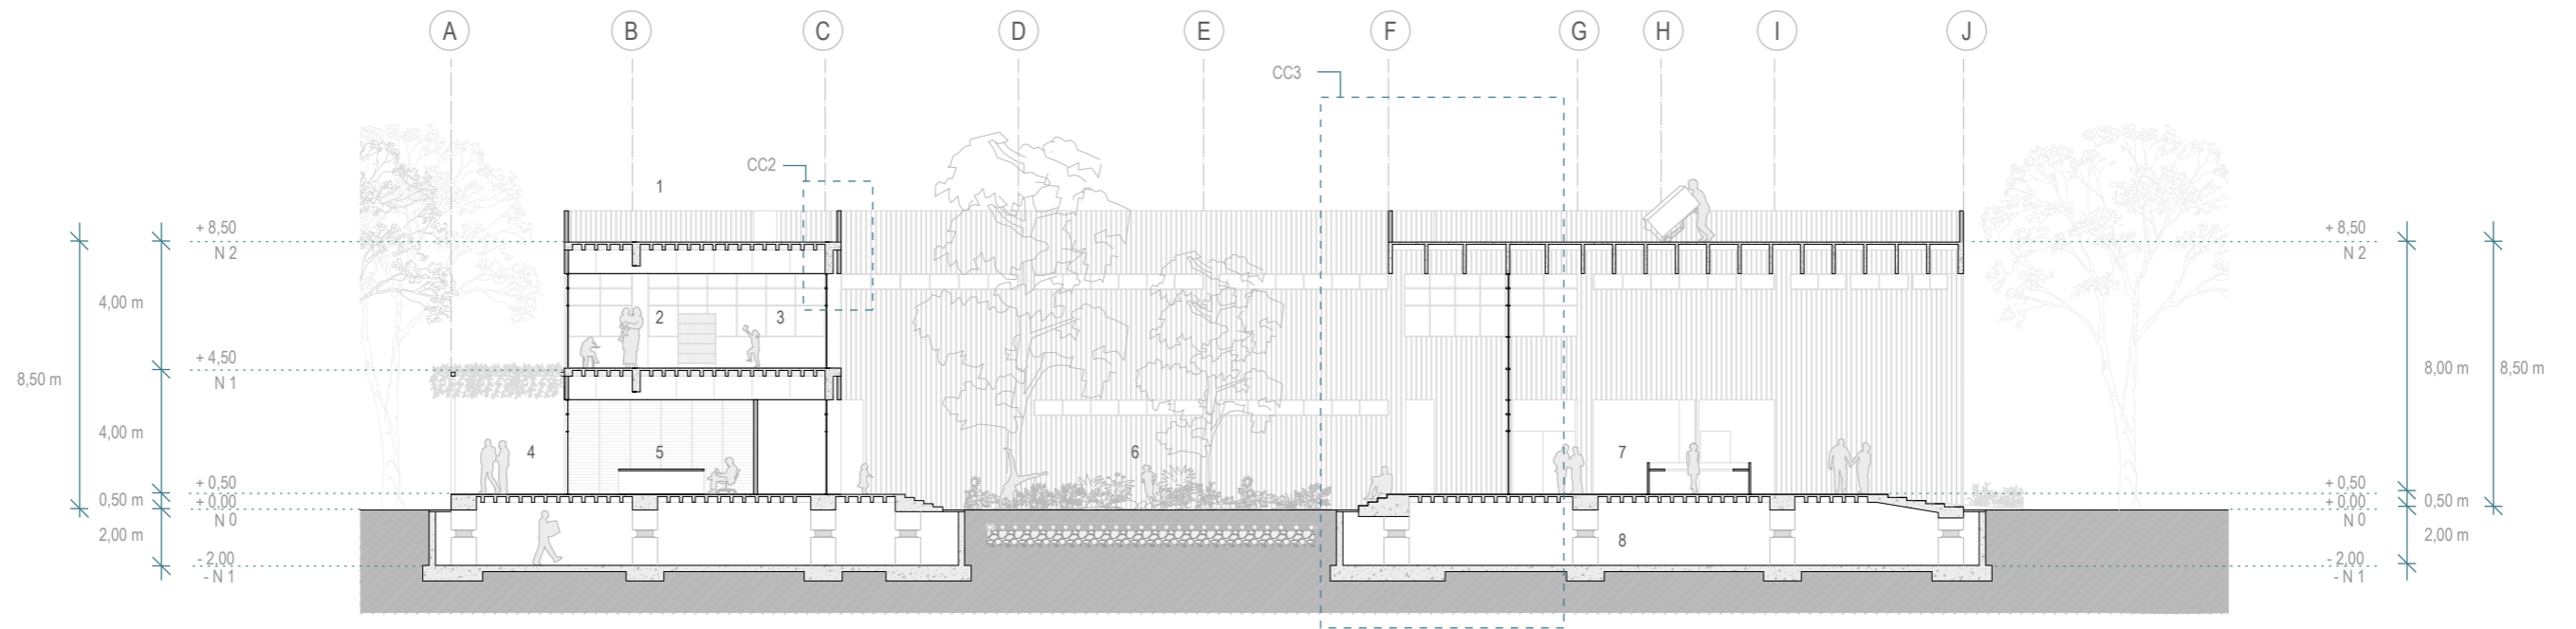 A B C D E F G H I J
CC3
CC2
1
+ 8,50
N 2
+ 8,50
N 2
4,00 m
2 3
+ 4,50
N 1
8,50 m
8,00 m
8,50 m
4,00 m
4 5 6 7
+ 0,50
0,50 m
+ 0,00
N 0
+ 0,50
+ 0,00
0,50 m
N 0
2,00 m
8
2,00 m
- 2,00
- N 1
- 2,00
- N 1